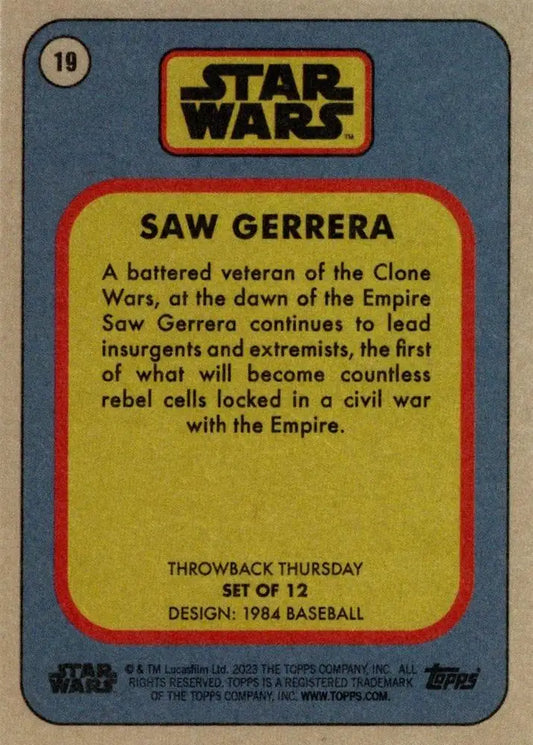 19
STAR
WARS
™
SAW GERRERA
A battered veteran of the Clone
Wars, at the dawn of the Empire
Saw Gerrera continues to lead
insurgents and extremists, the first
of what will become countless
rebel cells locked in a civil war
with the Empire.
THROWBACK THURSDAY
SET OF 12
DESIGN: 1984 BASEBALL
STAR
WARS
© & TM Lucasfilm Ltd. 2023 THE TOPPS COMPANY, INC. ALL
RIGHTS RESERVED. TOPPS IS A REGISTERED TRADEMARK
OF THE TOPPS COMPANY, INC. WWW.TOPPS.COM.
topps